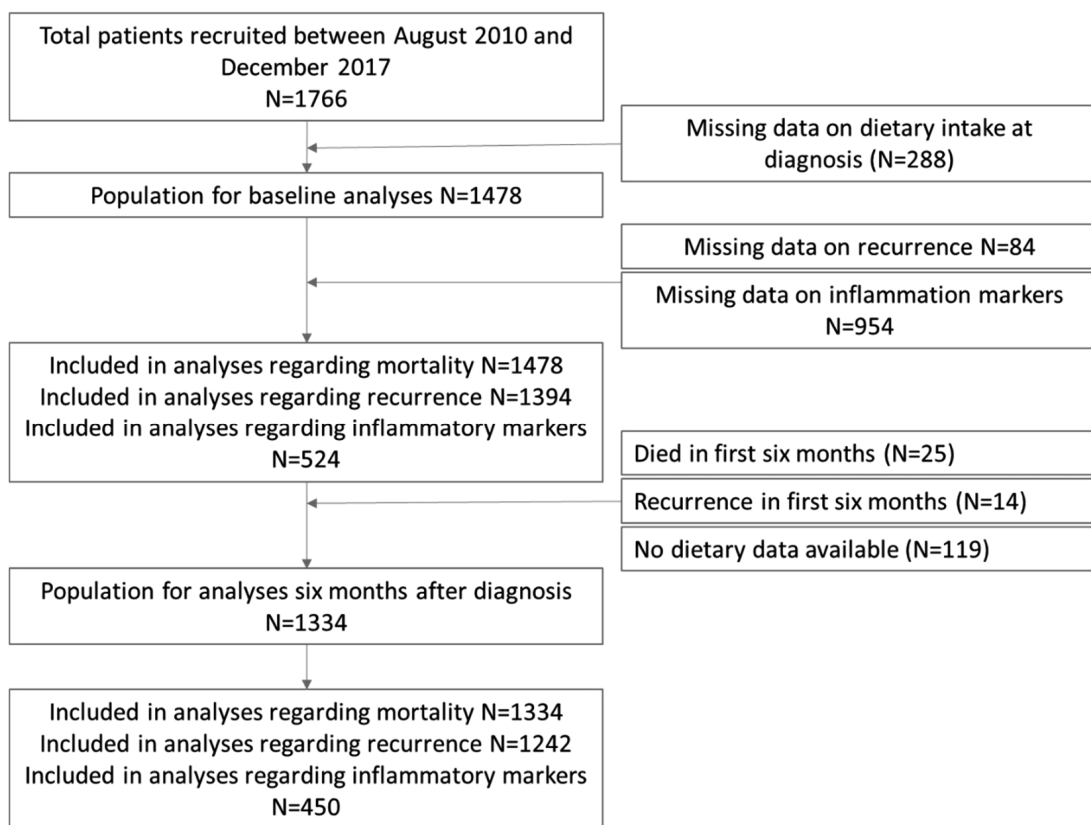 Total patients recruited between August 2010 and
December 2017
N=1766
Missing data on dietary intake at
diagnosis (N=288)
Population for baseline analyses N=1478
Missing data on recurrence N=84
Missing data on inflammation markers
N=954
Included in analyses regarding mortality N=1478
Included in analyses regarding recurrence N=1394
Included in analyses regarding inflammatory markers
N=524
Died in first six months (N=25)
Recurrence in first six months (N=14)
No dietary data available (N=119)
Population for analyses six months after diagnosis
N=1334
Included in analyses regarding mortality N=1334
Included in analyses regarding recurrence N=1242
Included in analyses regarding inflammatory markers
N=450